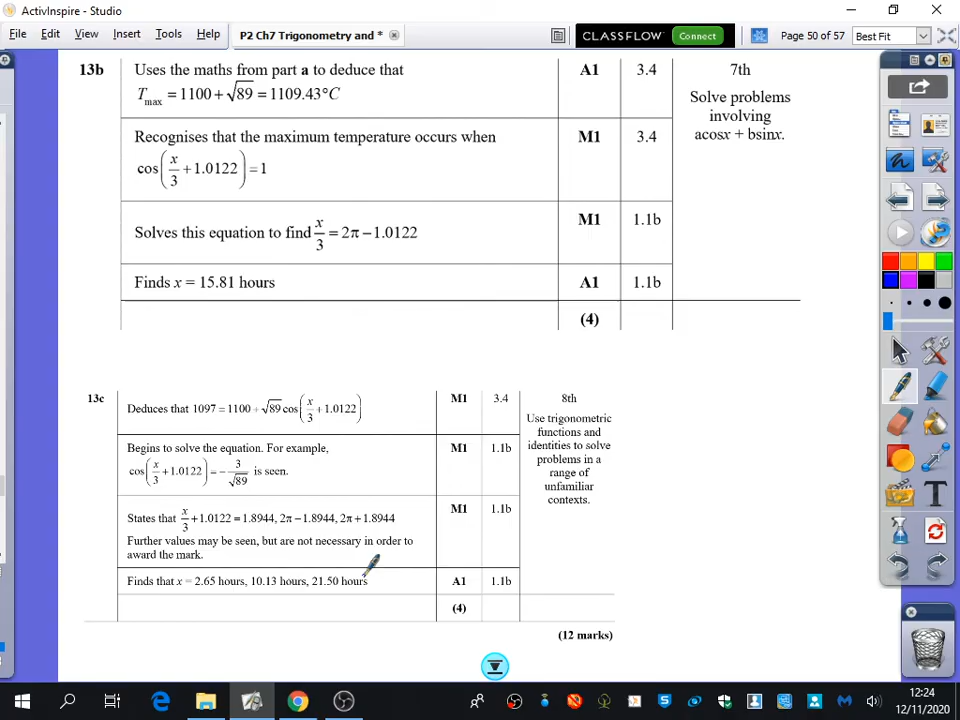 ActivInspire - Studio
File Edit View Insert Tools Help P2 Ch7 Trigonometry and * CLASSFLOW Connect Page 50 of 57 Best Fit
13b Uses the maths from part a to deduce that A1 3.4 7th
Tmax = 1100 + √89 = 1109.43°C
Solve problems
involving
acosx + bsinx.
Recognises that the maximum temperature occurs when M1 3.4
cos(x/3 + 1.0122) = 1
Solves this equation to find x/3 = 2π − 1.0122 M1 1.1b
Finds x = 15.81 hours A1 1.1b
(4)
13c Deduces that 1097 = 1100 + √89 cos(x/3 + 1.0122) M1 3.4 8th
Use trigonometric
functions and
identities to solve
problems in a
range of
unfamiliar
contexts.
Begins to solve the equation. For example, M1 1.1b
cos(x/3 + 1.0122) = −3/√89 is seen.
States that x/3 + 1.0122 = 1.8944, 2π − 1.8944, 2π + 1.8944 M1 1.1b
Further values may be seen, but are not necessary in order to
award the mark.
Finds that x = 2.65 hours, 10.13 hours, 21.50 hours A1 1.1b
(4)
(12 marks)
12:24
12/11/2020